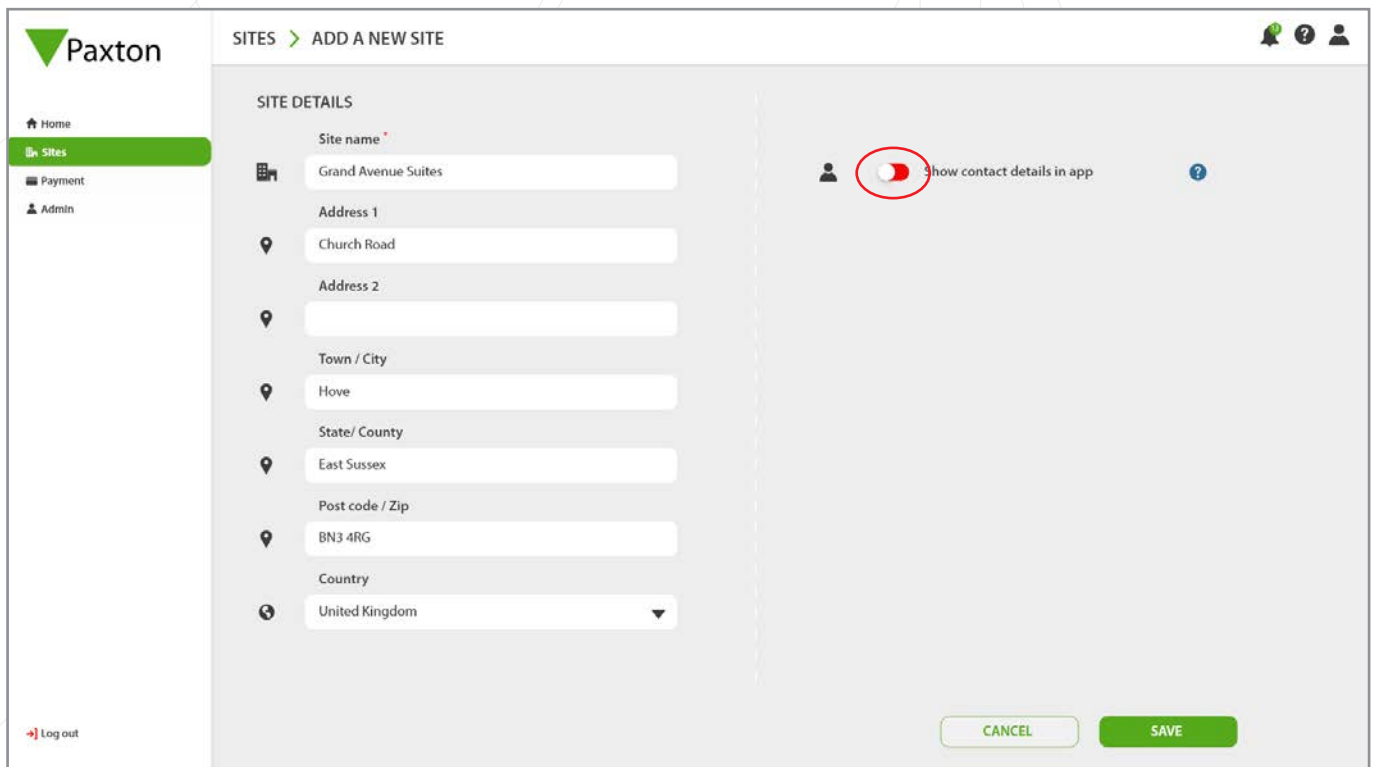 Paxton
SITES > ADD A NEW SITE
Home
Sites
Payment
Admin
Log out
SITE DETAILS
Site name *
Grand Avenue Suites
Address 1
Church Road
Address 2
Town / City
Hove
State/ County
East Sussex
Post code / Zip
BN3 4RG
Country
United Kingdom
Show contact details in app
?
CANCEL
SAVE